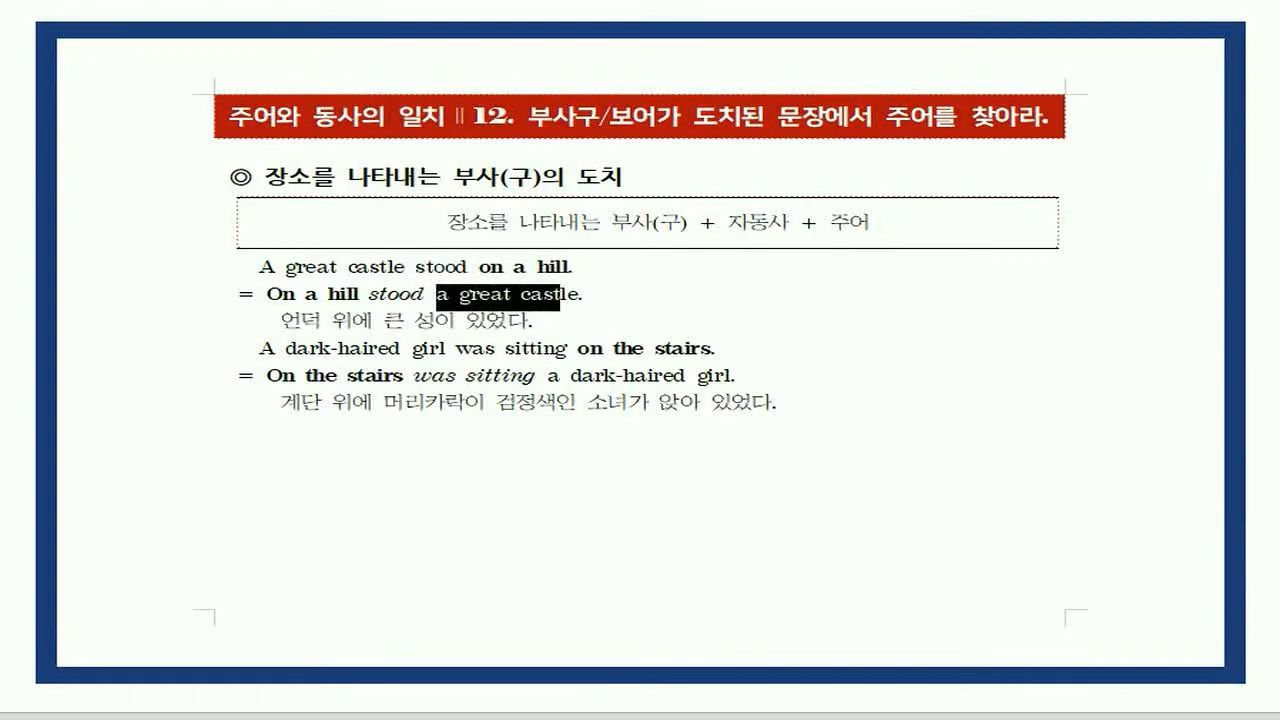 주어와 동사의 일치 || 12. 부사구/보어가 도치된 문장에서 주어를 찾아라.
◎ 장소를 나타내는 부사(구)의 도치
장소를 나타내는 부사(구) + 자동사 + 주어
A great castle stood on a hill.
= On a hill stood a great castle.
언덕 위에 큰 성이 있었다.
A dark-haired girl was sitting on the stairs.
= On the stairs was sitting a dark-haired girl.
계단 위에 머리카락이 검정색인 소녀가 앉아 있었다.